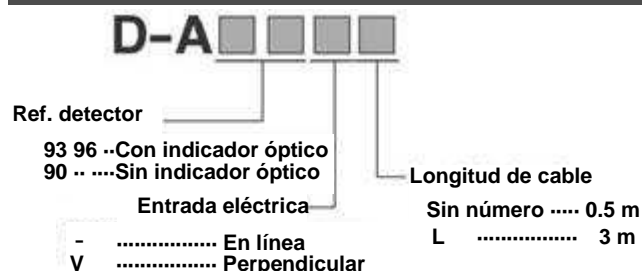 D-A
Ref. detector
93 96 ··Con indicador óptico
90 ·· ····Sin indicador óptico
Entrada eléctrica
- ················· En línea
V ················· Perpendicular
Longitud de cable
Sin número ····· 0.5 m
L ················· 3 m